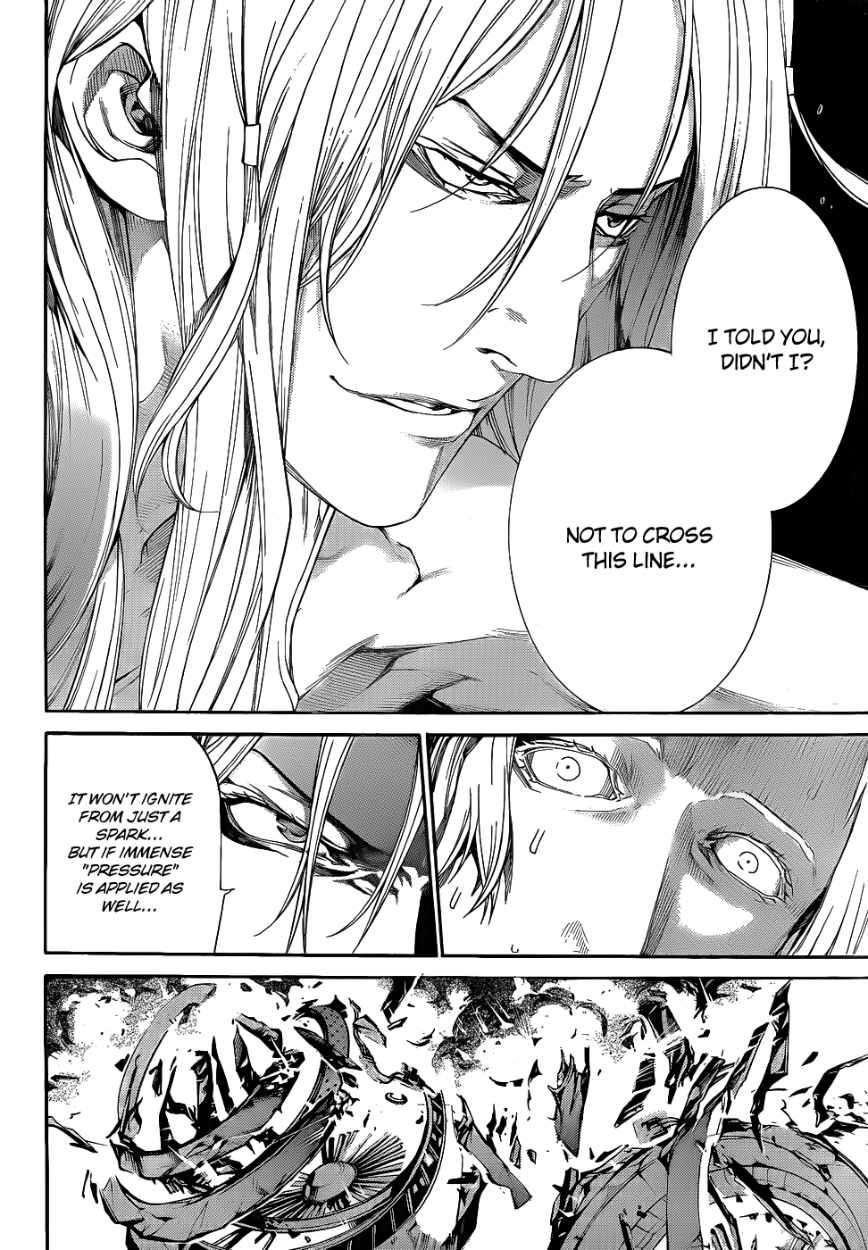 I TOLD YOU,
DIDN'T I?
NOT TO CROSS
THIS LINE...
IT WON'T IGNITE
FROM JUST A
SPARK...
BUT IF IMMENSE
"PRESSURE"
IS APPLIED AS
WELL...